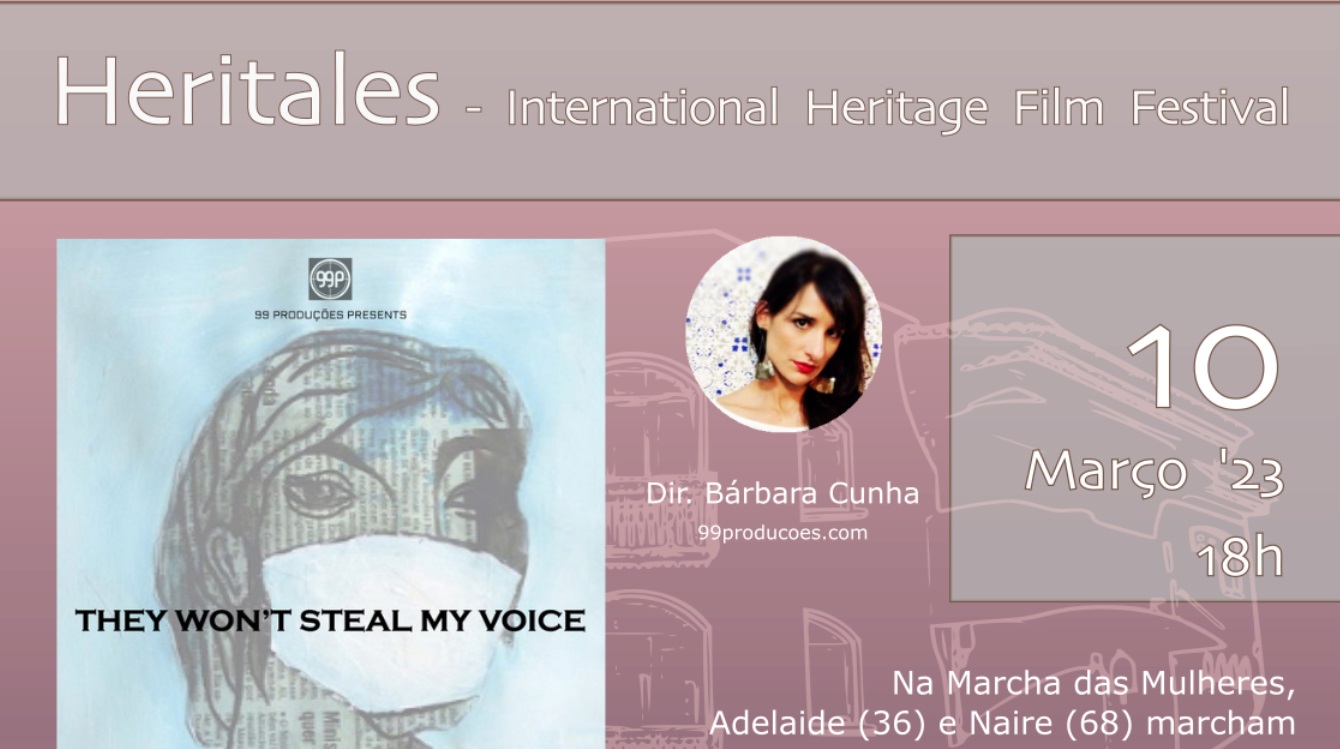 Heritales - International Heritage Film Festival
99P
99 PRODUÇÕES PRESENTS
THEY WON'T STEAL MY VOICE
Dir. Bárbara Cunha
99producoes.com
10
Março '23
18h
Na Marcha das Mulheres,
Adelaide (36) e Naire (68) marcham